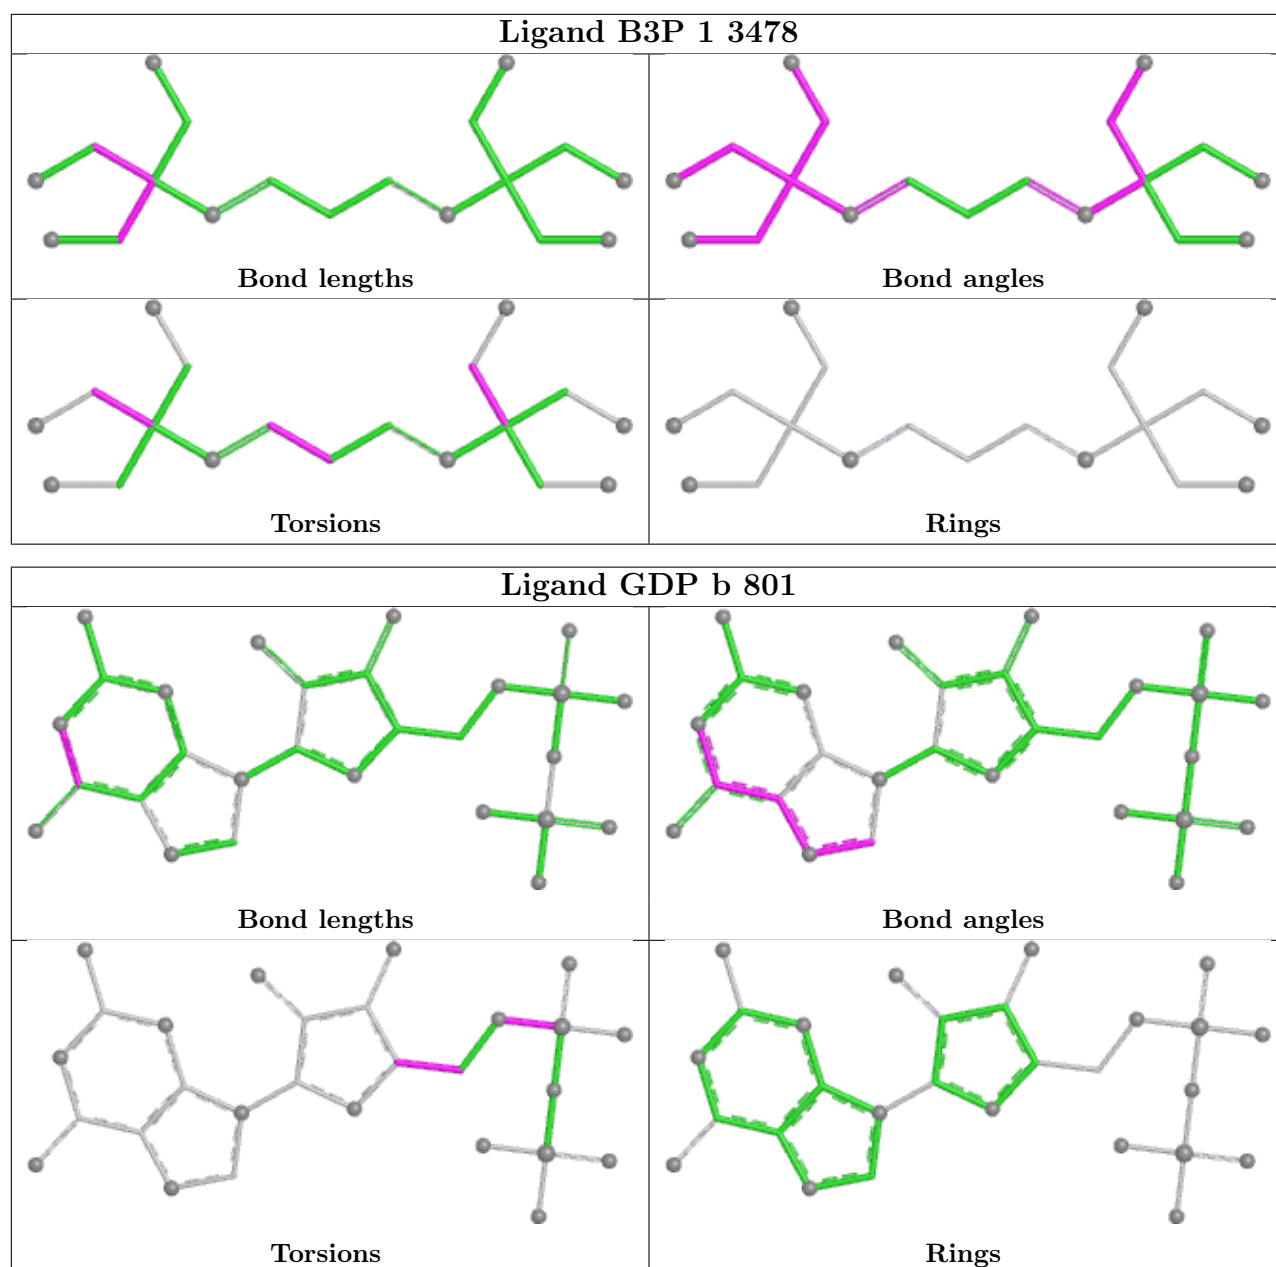 Ligand B3P 1 3478
Bond lengths
Bond angles
Torsions
Rings
Ligand GDP b 801
Bond lengths
Bond angles
Torsions
Rings